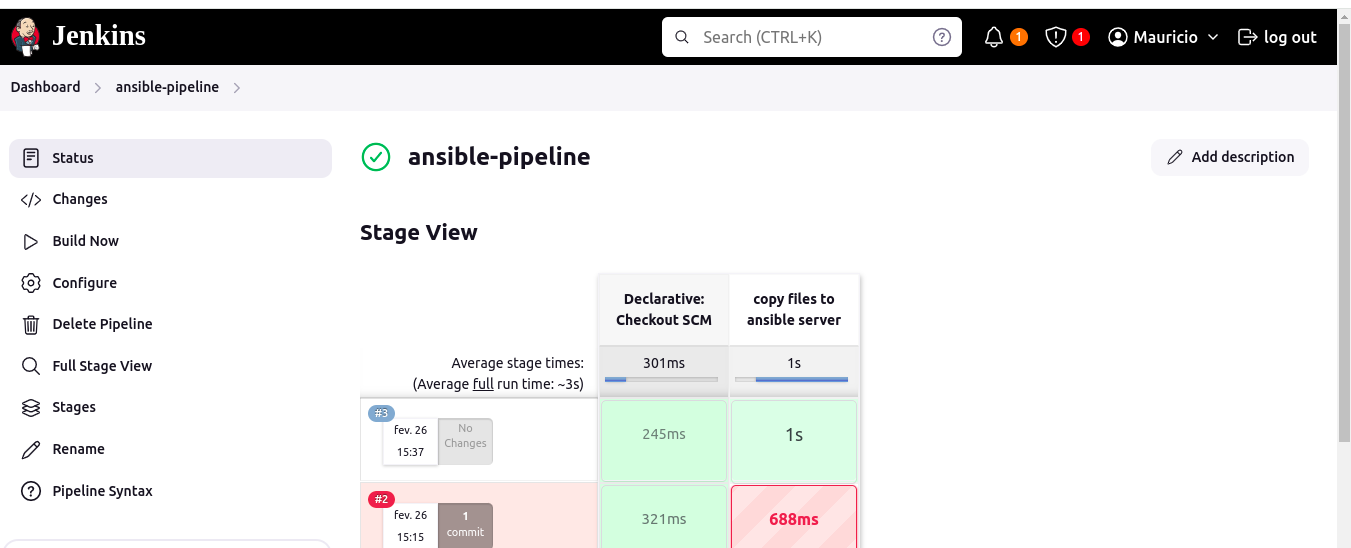 Jenkins
Search (CTRL+K)
?
1
1
Mauricio
log out
Dashboard
ansible-pipeline
Status
Changes
Build Now
Configure
Delete Pipeline
Full Stage View
Stages
Rename
Pipeline Syntax
ansible-pipeline
Add description
Stage View
Declarative:
Checkout SCM
copy files to
ansible server
Average stage times:
(Average full run time: ~3s)
301ms
1s
#3
fev. 26
15:37
No
Changes
245ms
1s
#2
fev. 26
15:15
1
commit
321ms
688ms